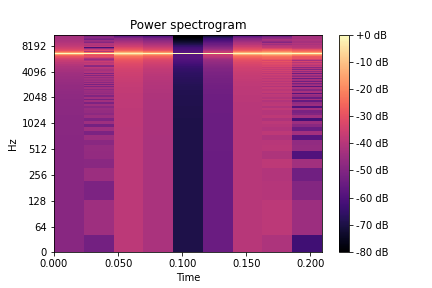 Power spectrogram
8192
4096
2048
1024
512
256
128
64
0
Hz
0.000 0.050 0.100 0.150 0.200
Time
+0 dB
-10 dB
-20 dB
-30 dB
-40 dB
-50 dB
-60 dB
-70 dB
-80 dB